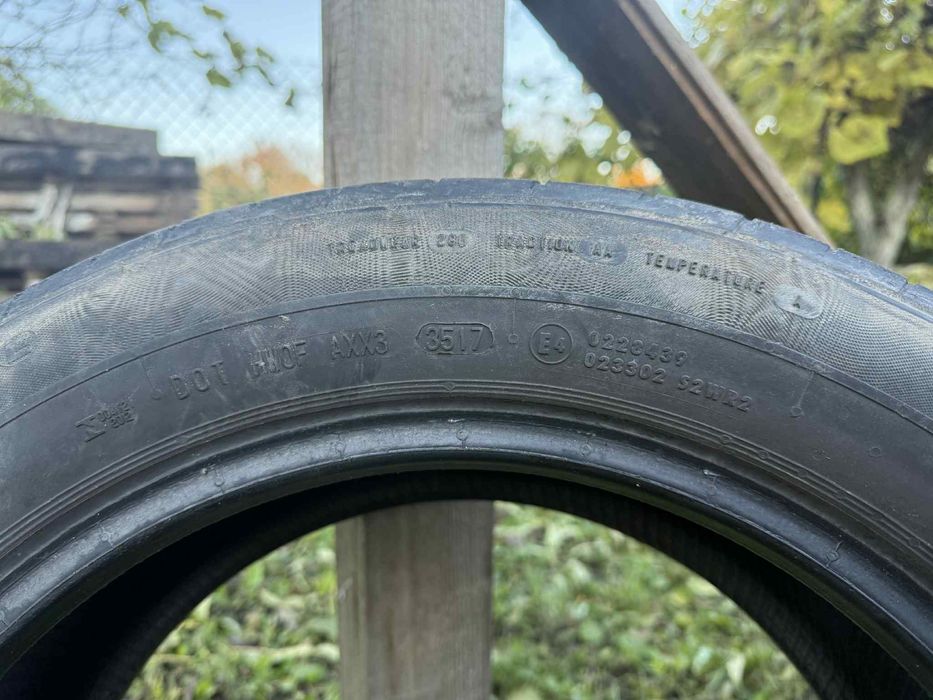 TREADWEAR 280 TRACTION AA TEMPERATURE A
DOT HW0F AXX3 3517 E4 0223439
023302 S2WR2